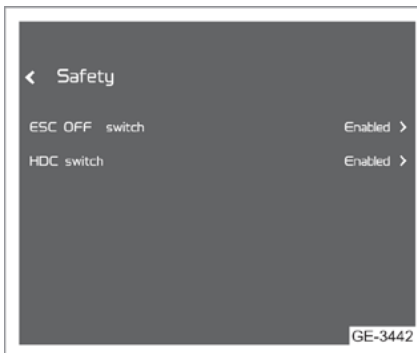 Safety
ESC OFF switch Enabled
HDC switch Enabled
GE-3442